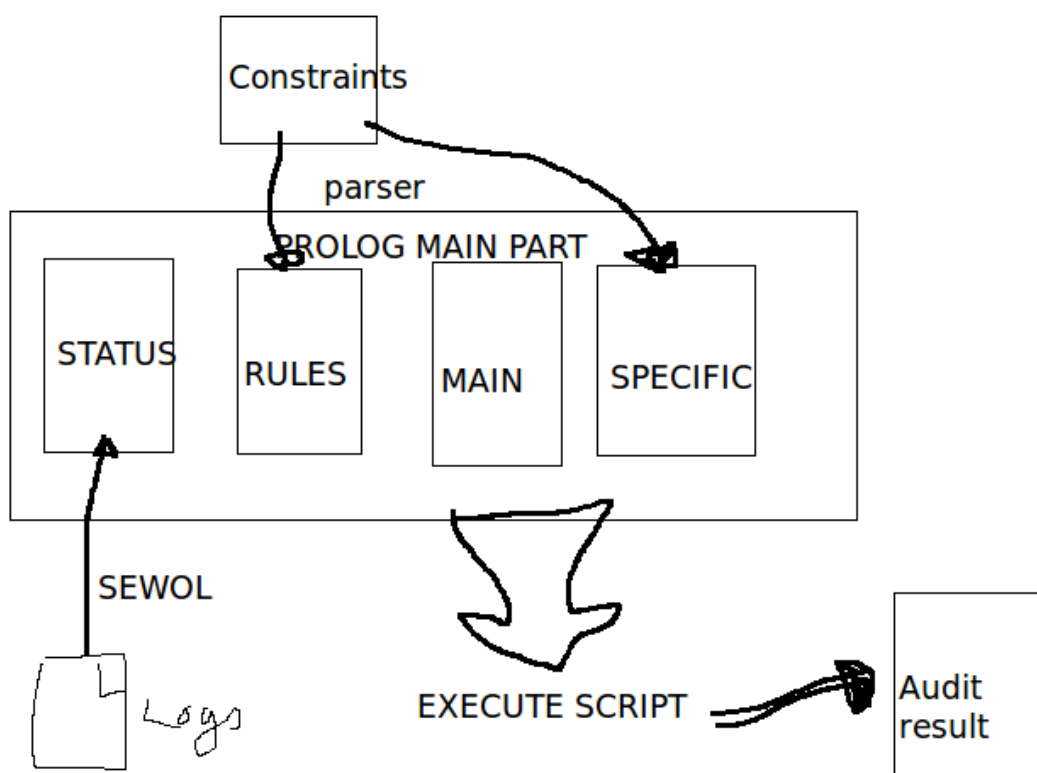 Constraints
parser
PROLOG MAIN PART
STATUS
RULES
MAIN
SPECIFIC
SEWOL
Logs
EXECUTE SCRIPT
Audit
result